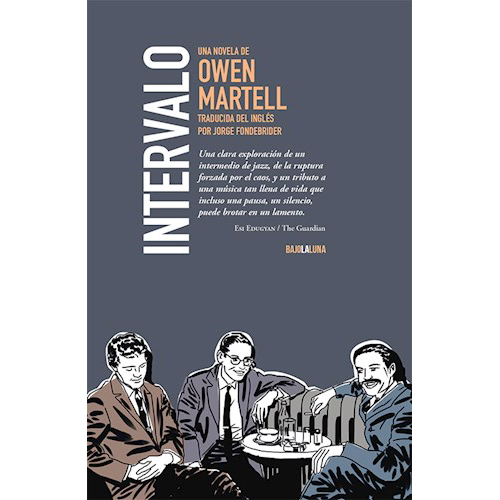 INTERVALO
UNA NOVELA DE
OWEN
MARTELL
TRADUCIDA DEL INGLÉS
POR JORGE FONDEBRIDER
Una clara exploración de un
intermedio de jazz, de la ruptura
forzada por el caos, y un tributo a
una música tan llena de vida que
incluso una pausa, un silencio,
puede brotar en un lamento.
Esi Edugyan / The Guardian
BAJOLALUNA